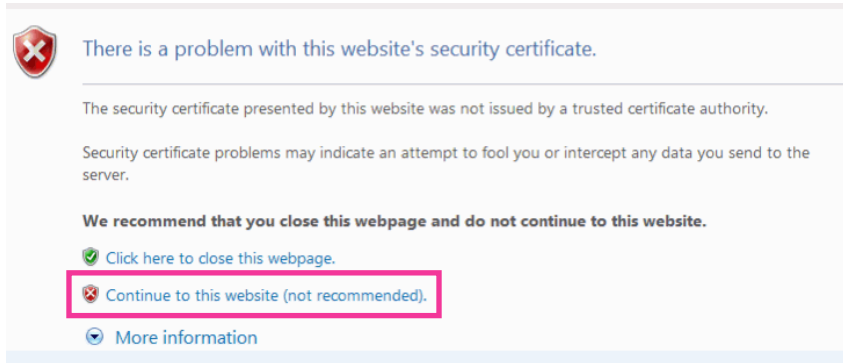 There is a problem with this website's security certificate.
The security certificate presented by this website was not issued by a trusted certificate authority.
Security certificate problems may indicate an attempt to fool you or intercept any data you send to the
server.
We recommend that you close this webpage and do not continue to this website.
Click here to close this webpage.
Continue to this website (not recommended).
More information